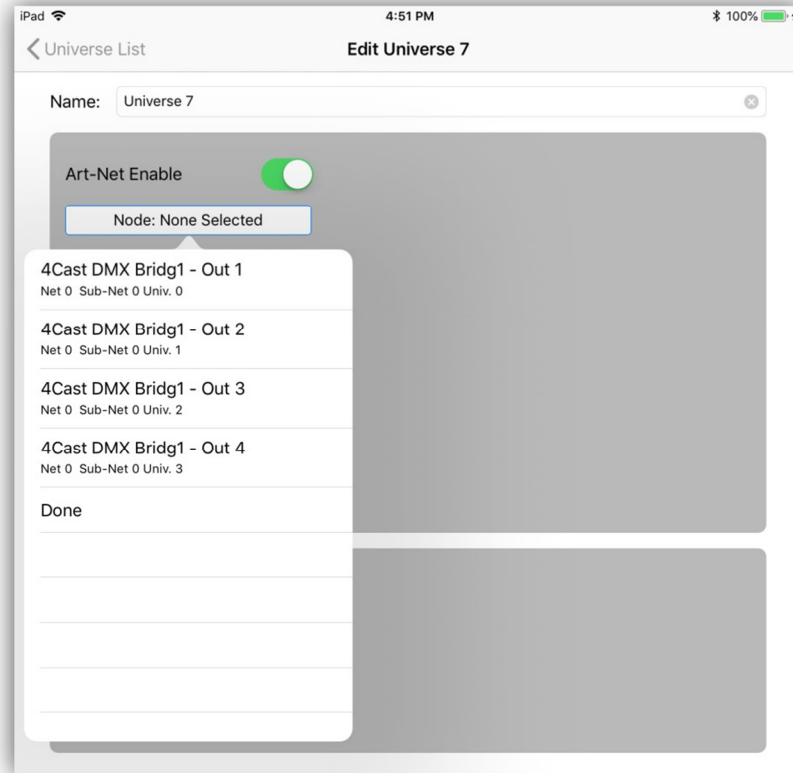 iPad 4:51 PM 100%
Universe List Edit Universe 7
Name: Universe 7
Art-Net Enable
Node: None Selected
4Cast DMX Bridg1 - Out 1
Net 0 Sub-Net 0 Univ. 0
4Cast DMX Bridg1 - Out 2
Net 0 Sub-Net 0 Univ. 1
4Cast DMX Bridg1 - Out 3
Net 0 Sub-Net 0 Univ. 2
4Cast DMX Bridg1 - Out 4
Net 0 Sub-Net 0 Univ. 3
Done